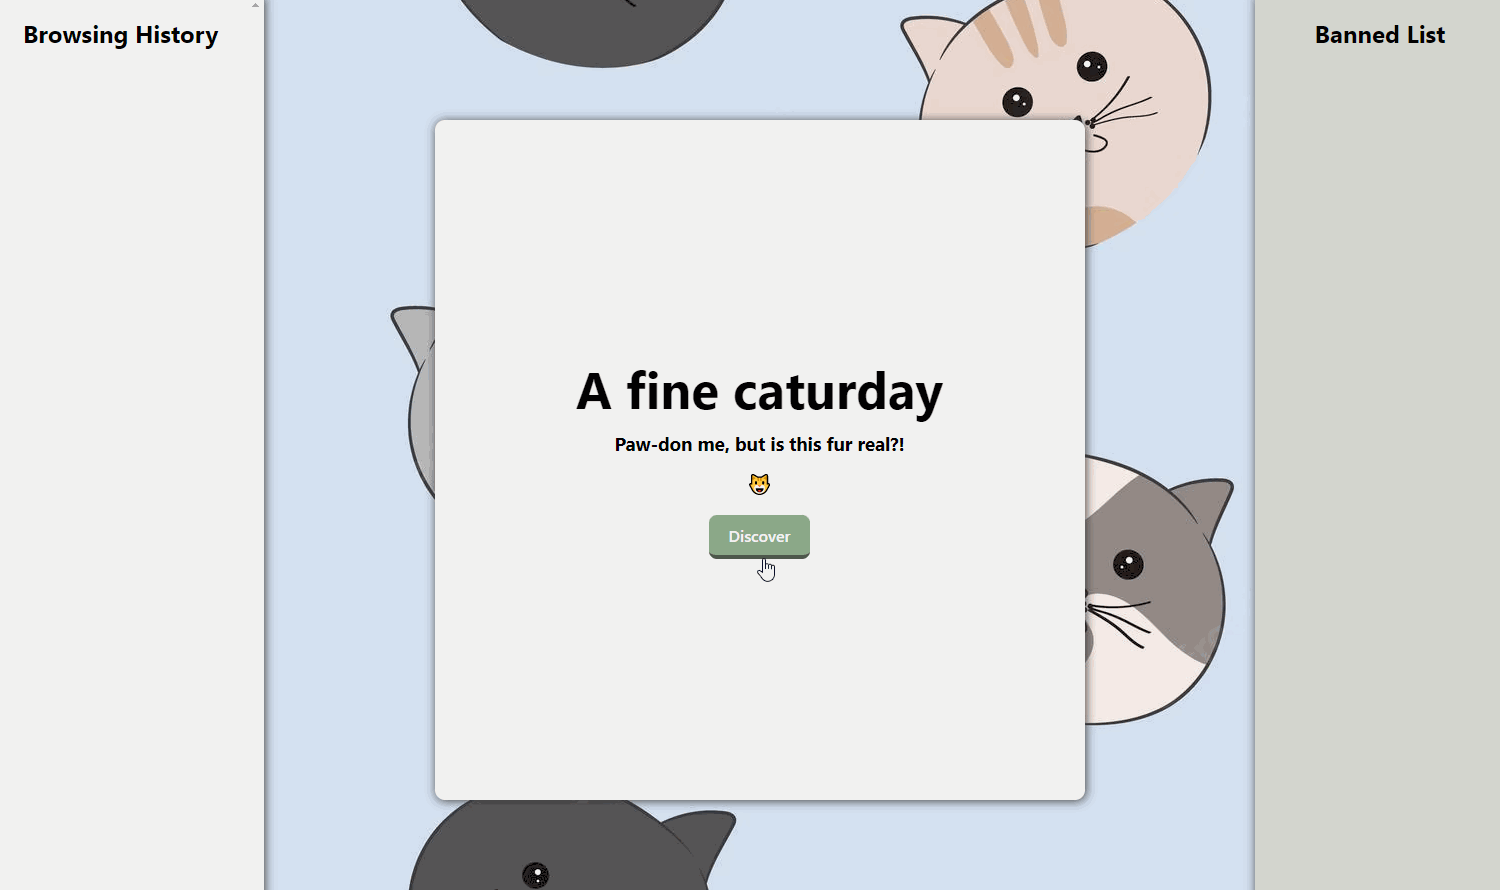 Browsing History
Banned List
A fine caturday
Paw-don me, but is this fur real?!
Discover